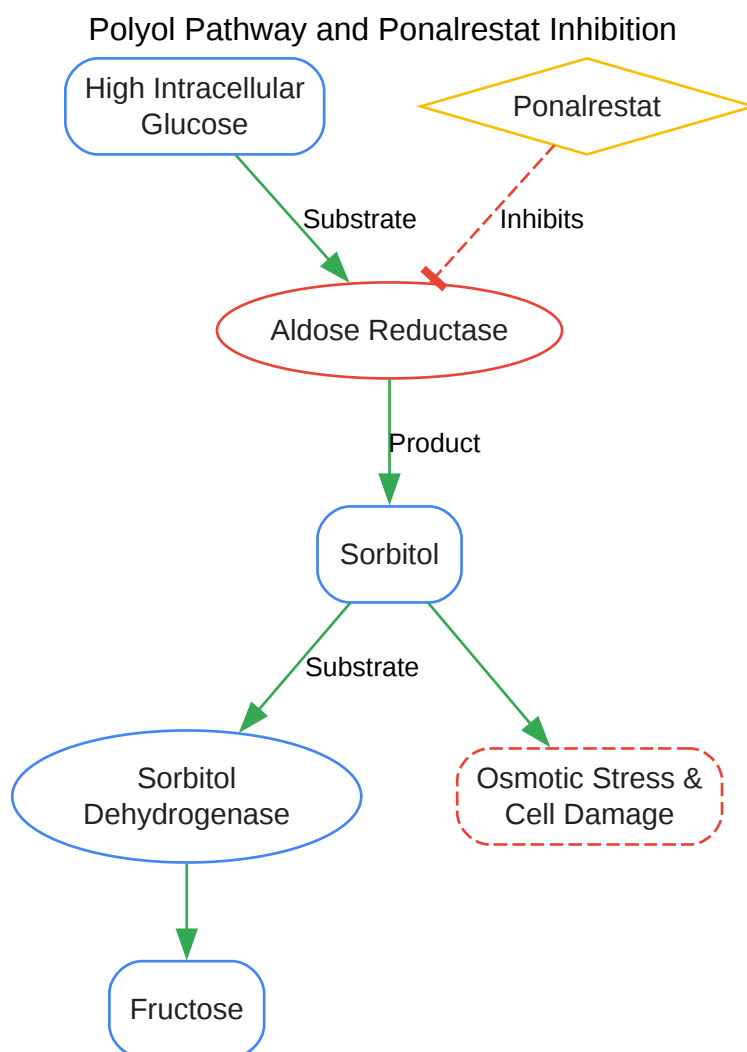 Polyol Pathway and Ponalrestat Inhibition
High Intracellular
Glucose
Ponalrestat
Substrate
Inhibits
Aldose Reductase
Product
Sorbitol
Substrate
Sorbitol
Dehydrogenase
Osmotic Stress &
Cell Damage
Fructose